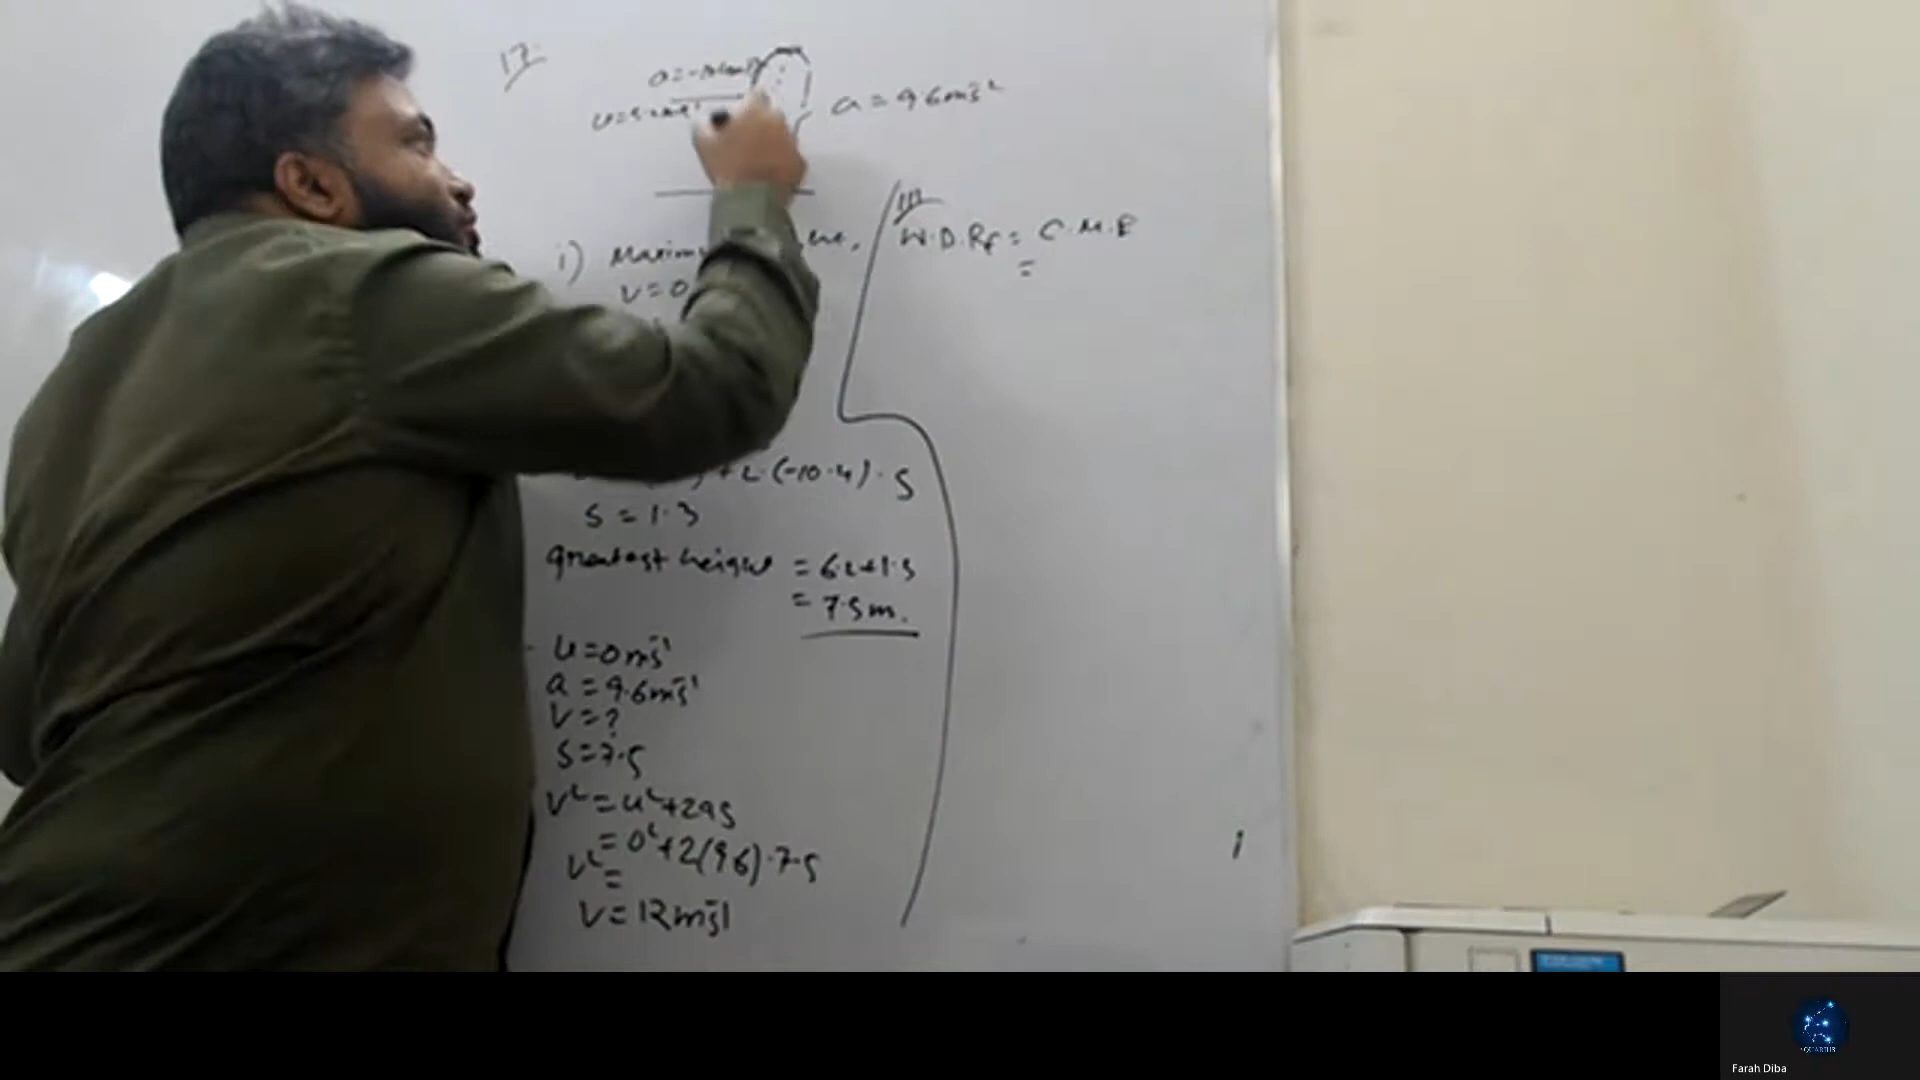 17.
a = 9.6ms⁻²
i)
V = 0
(-10.4). S
S = 1.3
greatest height = 6.2+1.3
= 7.5m.
u = 0ms⁻¹
a = 9.6ms⁻¹
V = ?
S = 7.5
V² = u²+2as
= 0²+2(9.6).7.5
V² =
V = 12ms⁻¹
III
W.D.Rf = C.M.E
=
AQUARIUS
Farah Diba